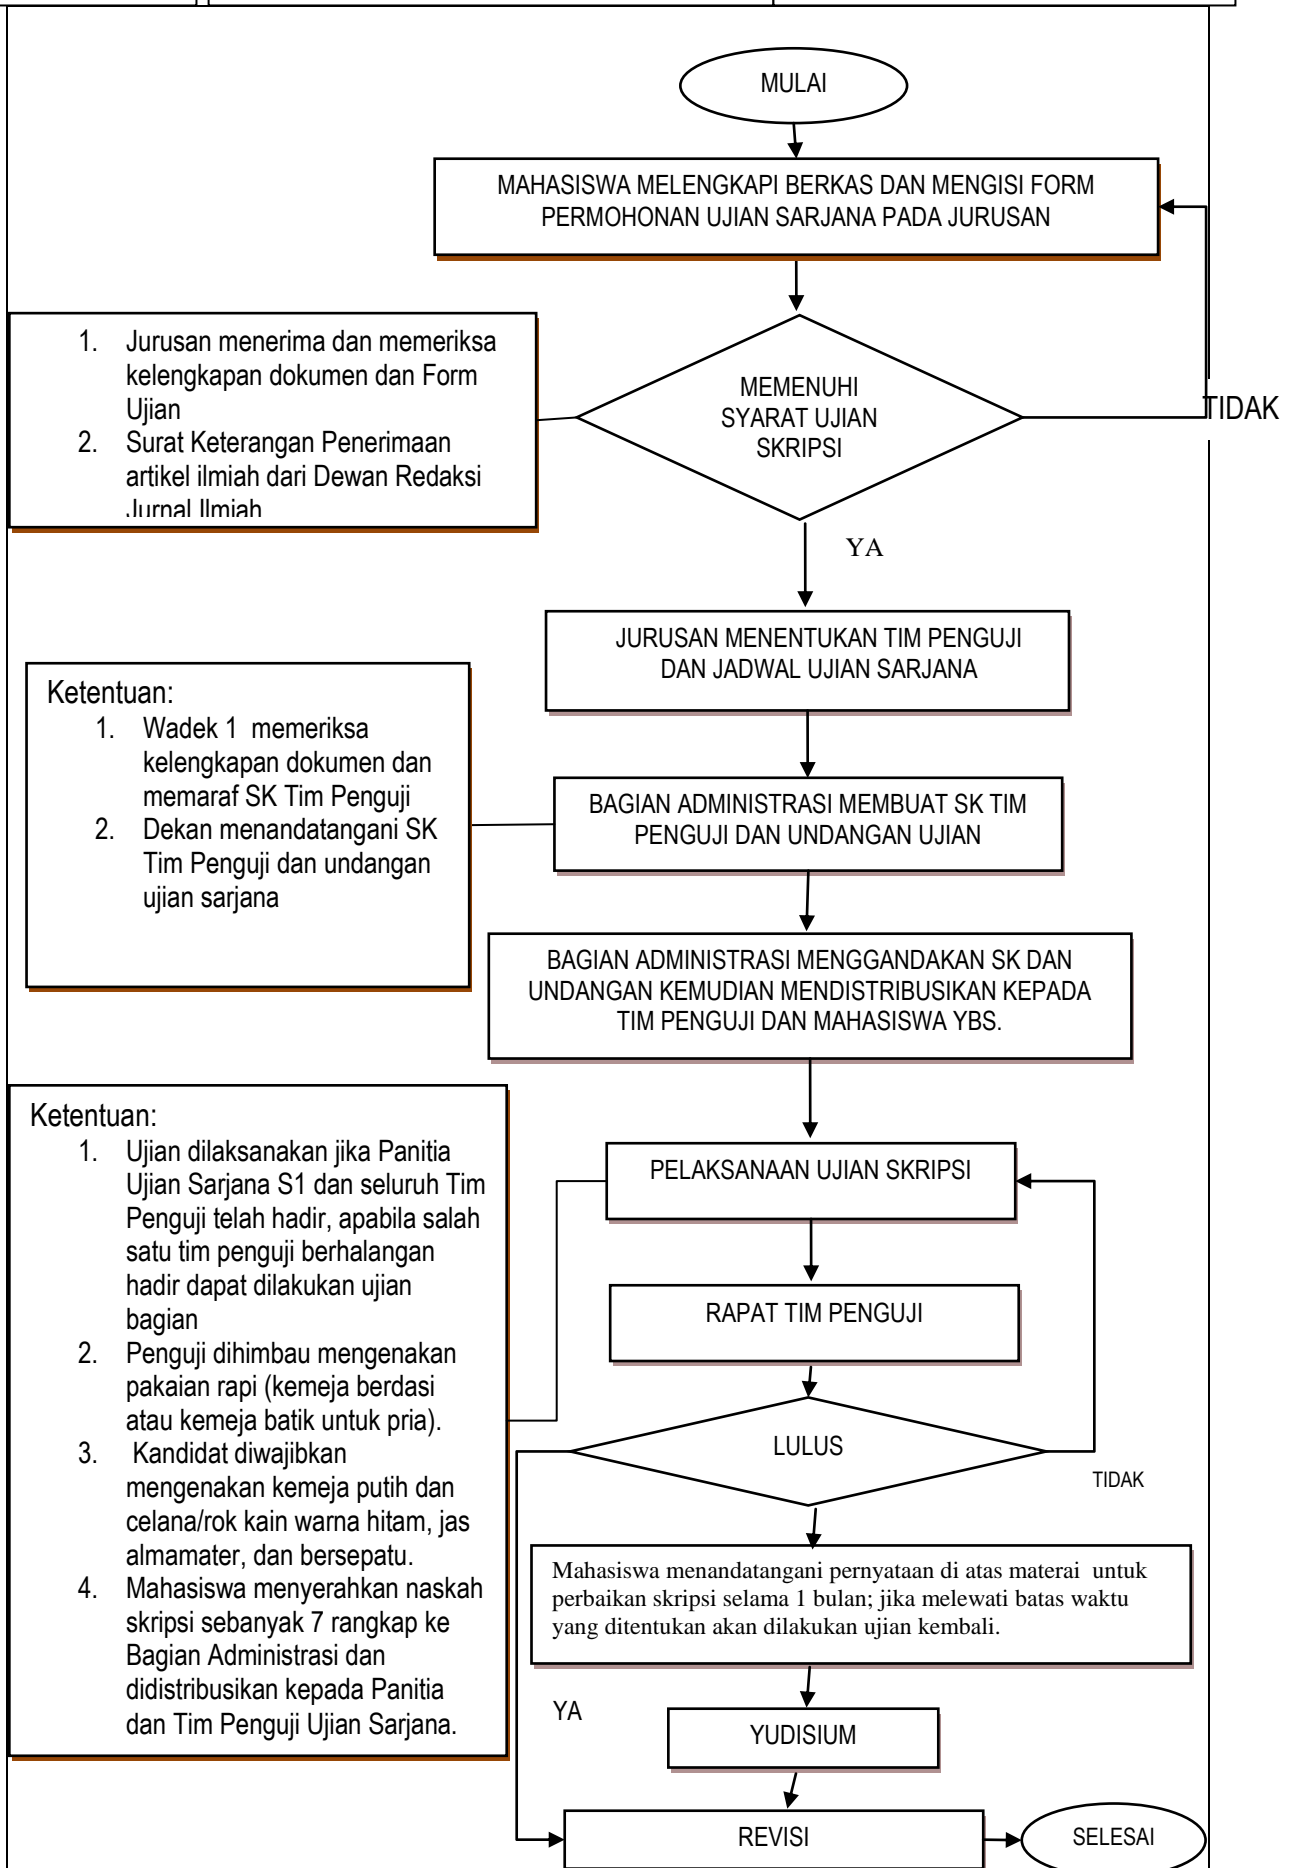 MULAI
MAHASISWA MELENGKAPI BERKAS DAN MENGISI FORM
PERMOHONAN UJIAN SARJANA PADA JURUSAN
1. Jurusan menerima dan memeriksa
kelengkapan dokumen dan Form
Ujian
2. Surat Keterangan Penerimaan
artikel ilmiah dari Dewan Redaksi
Jurnal Ilmiah
MEMENUHI
SYARAT UJIAN
SKRIPSI
TIDAK
YA
JURUSAN MENENTUKAN TIM PENGUJI
DAN JADWAL UJIAN SARJANA
Ketentuan:
1. Wadek 1  memeriksa
kelengkapan dokumen dan
memaraf SK Tim Penguji
2. Dekan menandatangani SK
Tim Penguji dan undangan
ujian sarjana
BAGIAN ADMINISTRASI MEMBUAT SK TIM
PENGUJI DAN UNDANGAN UJIAN
BAGIAN ADMINISTRASI MENGGANDAKAN SK DAN
UNDANGAN KEMUDIAN MENDISTRIBUSIKAN KEPADA
TIM PENGUJI DAN MAHASISWA YBS.
Ketentuan:
1. Ujian dilaksanakan jika Panitia
Ujian Sarjana S1 dan seluruh Tim
Penguji telah hadir, apabila salah
satu tim penguji berhalangan
hadir dapat dilakukan ujian
bagian
2. Penguji dihimbau mengenakan
pakaian rapi (kemeja berdasi
atau kemeja batik untuk pria).
3. Kandidat diwajibkan
mengenakan kemeja putih dan
celana/rok kain warna hitam, jas
almamater, dan bersepatu.
4. Mahasiswa menyerahkan naskah
skripsi sebanyak 7 rangkap ke
Bagian Administrasi dan
didistribusikan kepada Panitia
dan Tim Penguji Ujian Sarjana.
PELAKSANAAN UJIAN SKRIPSI
RAPAT TIM PENGUJI
LULUS
TIDAK
Mahasiswa menandatangani pernyataan di atas materai  untuk
perbaikan skripsi selama 1 bulan; jika melewati batas waktu
yang ditentukan akan dilakukan ujian kembali.
YA
YUDISIUM
REVISI
SELESAI